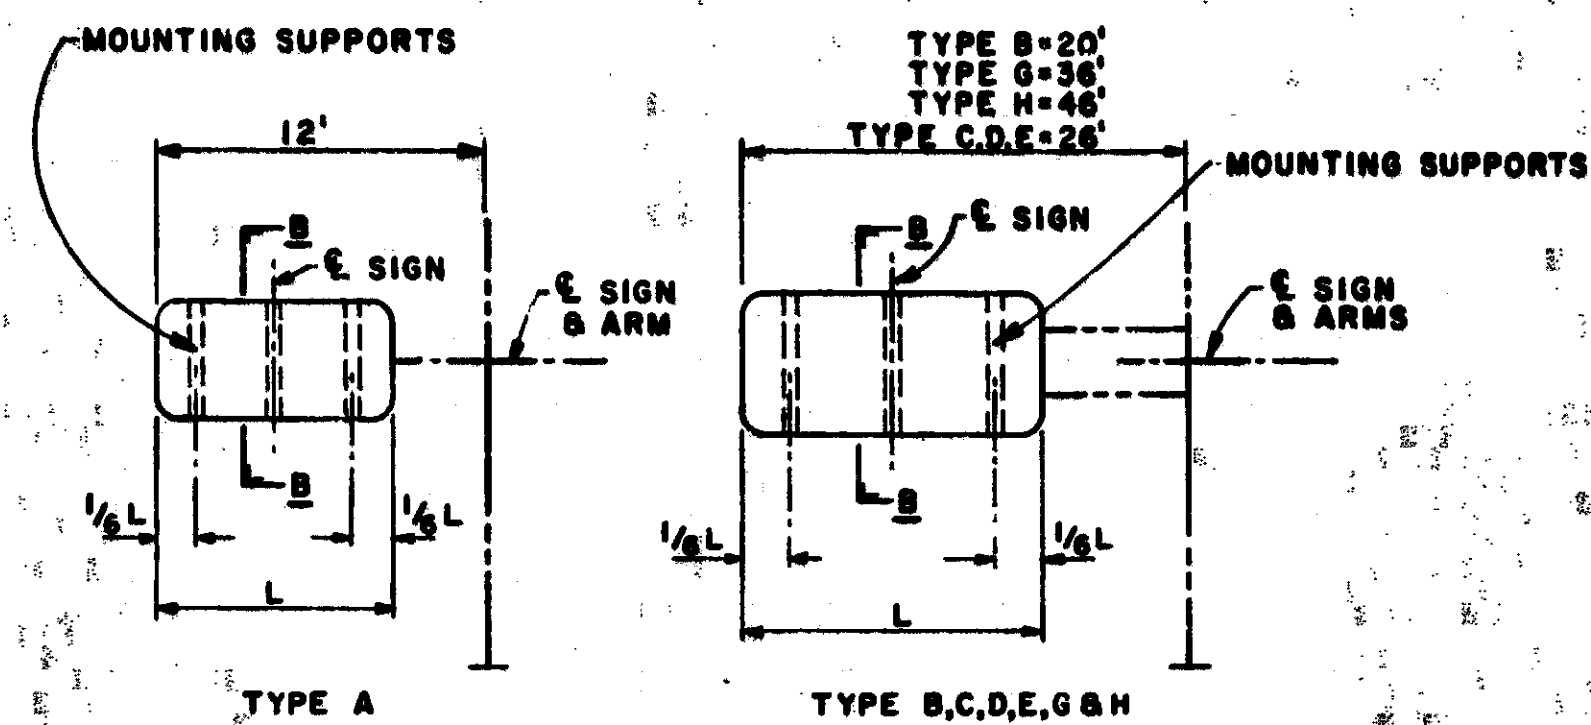 MOUNTING SUPPORTS
12'
B
℄ SIGN
℄ SIGN
& ARM
B
1/6 L
1/6 L
L
TYPE A
TYPE B=20'
TYPE G=36'
TYPE H=46'
TYPE C,D,E=26'
MOUNTING SUPPORTS
B
℄ SIGN
℄ SIGN
& ARMS
B
1/6 L
1/6 L
L
TYPE B,C,D,E,G & H